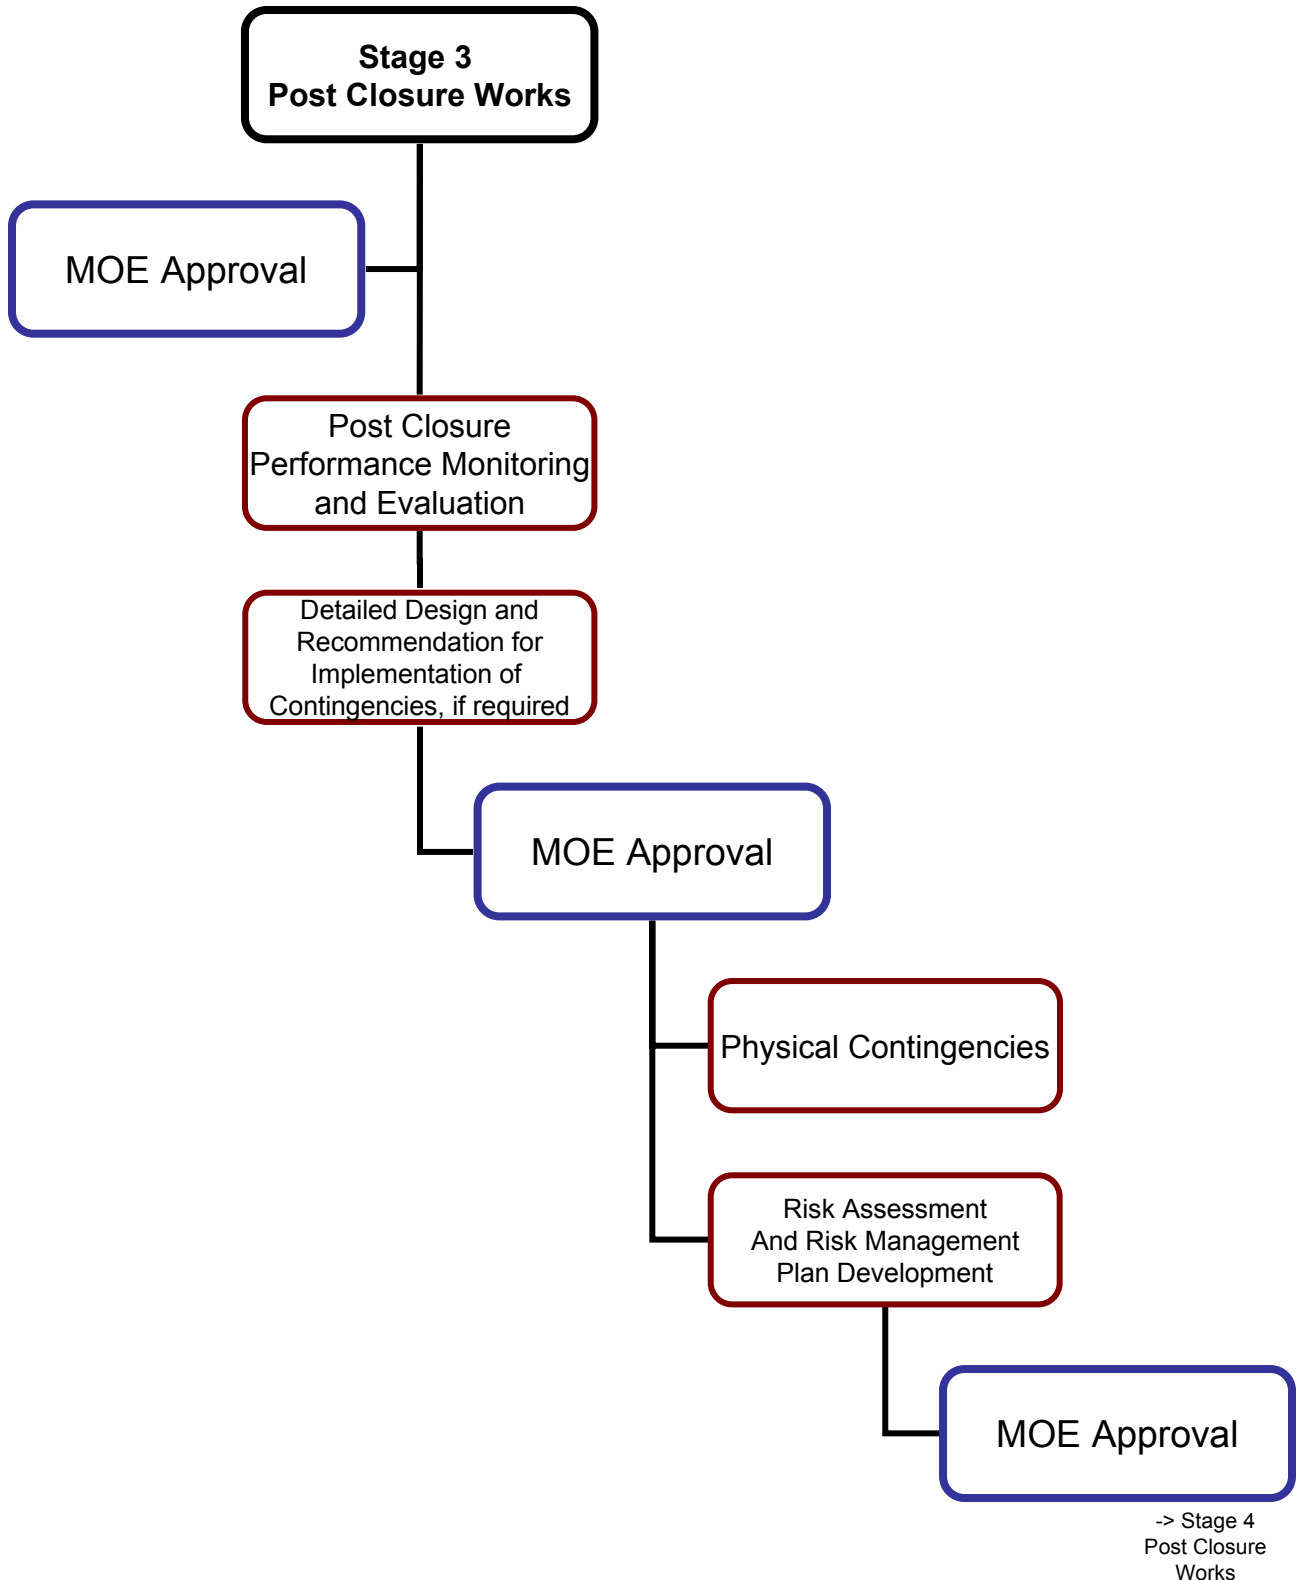 Stage 3
Post Closure Works
MOE Approval
Post Closure
Performance Monitoring
and Evaluation
Detailed Design and
Recommendation for
Implementation of
Contingencies, if required
MOE Approval
Physical Contingencies
Risk Assessment
And Risk Management
Plan Development
MOE Approval
-> Stage 4
Post Closure
Works